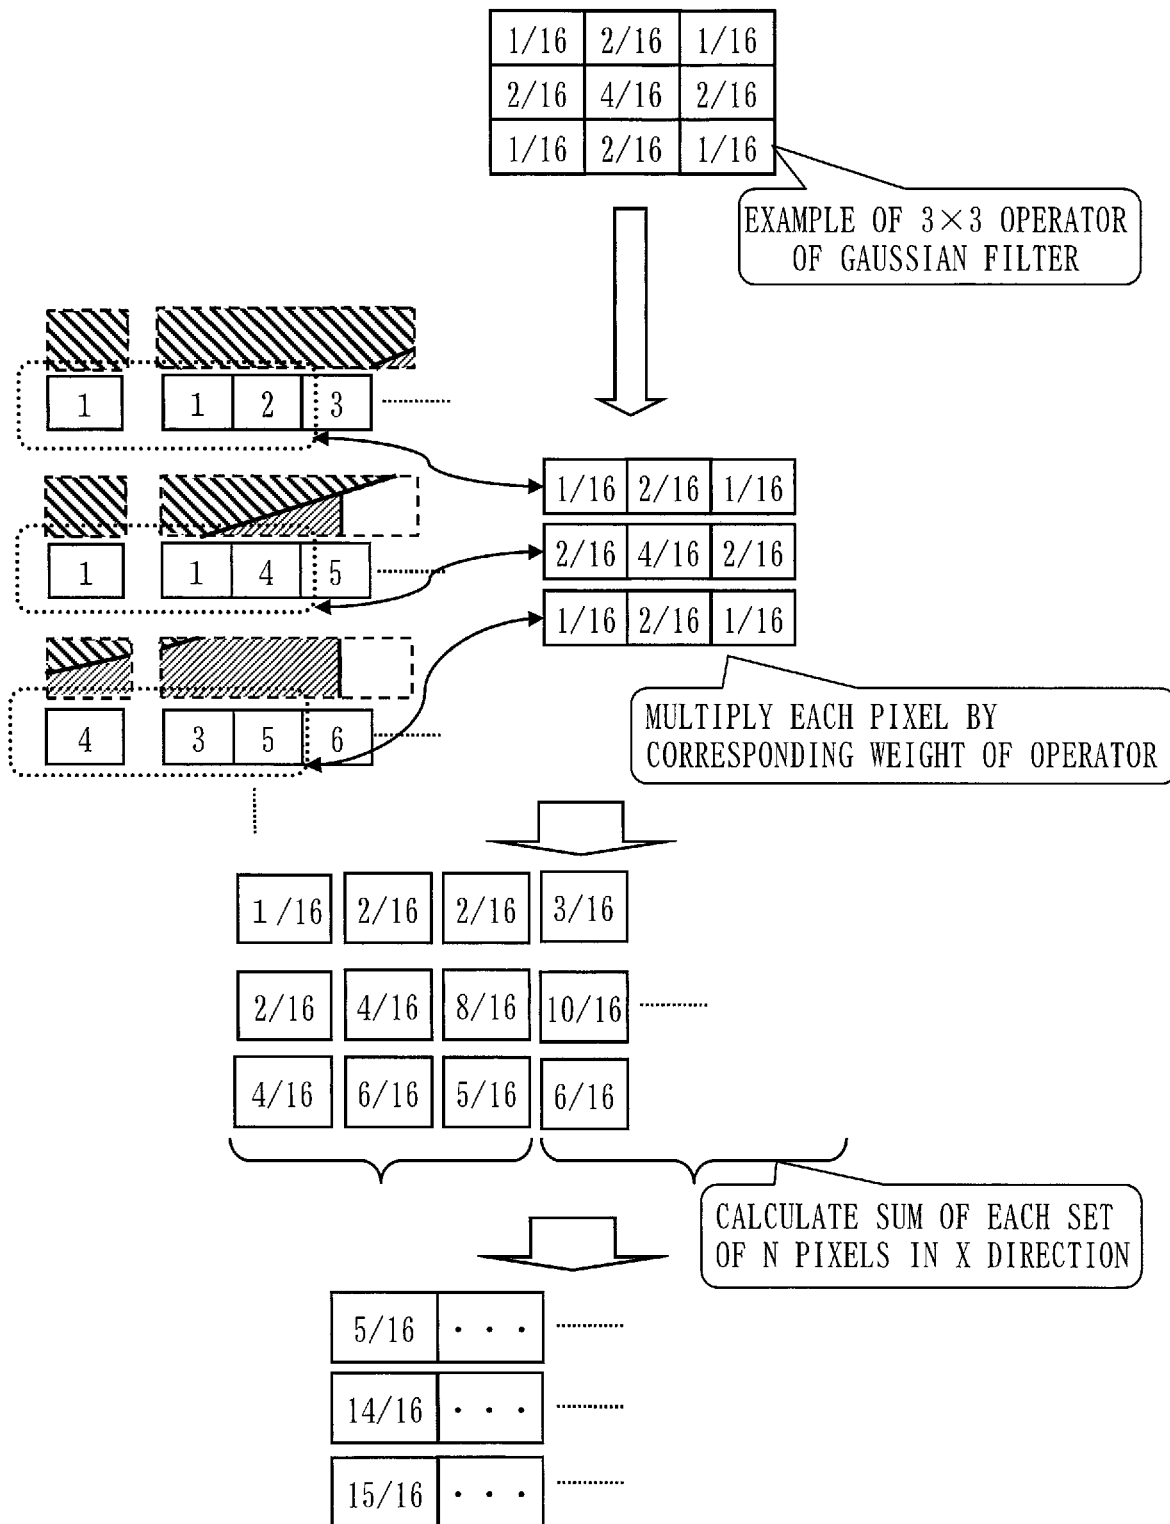 1/16 2/16 1/16
2/16 4/16 2/16
1/16 2/16 1/16
EXAMPLE OF 3×3 OPERATOR
OF GAUSSIAN FILTER
1 1 2 3
1/16 2/16 1/16
1 1 4 5
2/16 4/16 2/16
1/16 2/16 1/16
4 3 5 6
MULTIPLY EACH PIXEL BY
CORRESPONDING WEIGHT OF OPERATOR
1/16 2/16 2/16 3/16
2/16 4/16 8/16 10/16
4/16 6/16 5/16 6/16
CALCULATE SUM OF EACH SET
OF N PIXELS IN X DIRECTION
5/16 ･･･
14/16 ･･･
15/16 ･･･